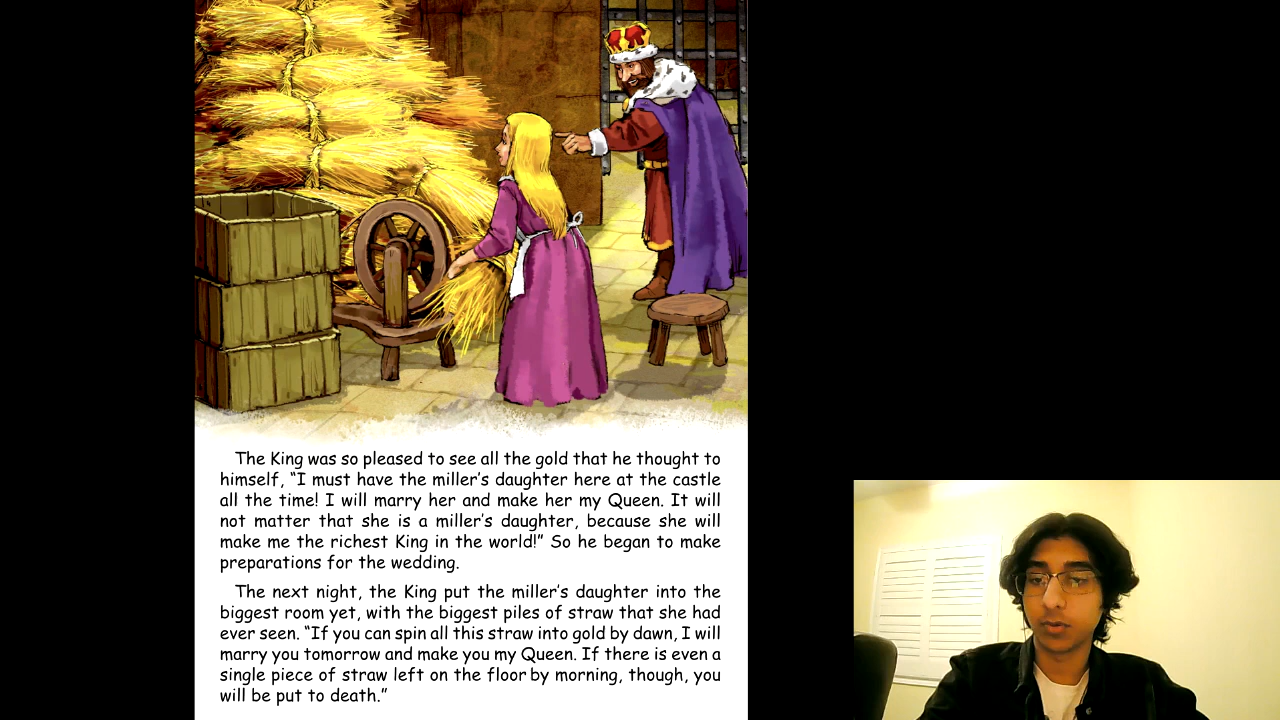 The King was so pleased to see all the gold that he thought to
himself, “I must have the miller’s daughter here at the castle
all the time! I will marry her and make her my Queen. It will
not matter that she is a miller’s daughter, because she will
make me the richest King in the world!” So he began to make
preparations for the wedding.
The next night, the King put the miller’s daughter into the
biggest room yet, with the biggest piles of straw that she had
ever seen. “If you can spin all this straw into gold by dawn, I will
marry you tomorrow and make you my Queen. If there is even a
single piece of straw left on the floor by morning, though, you
will be put to death.”